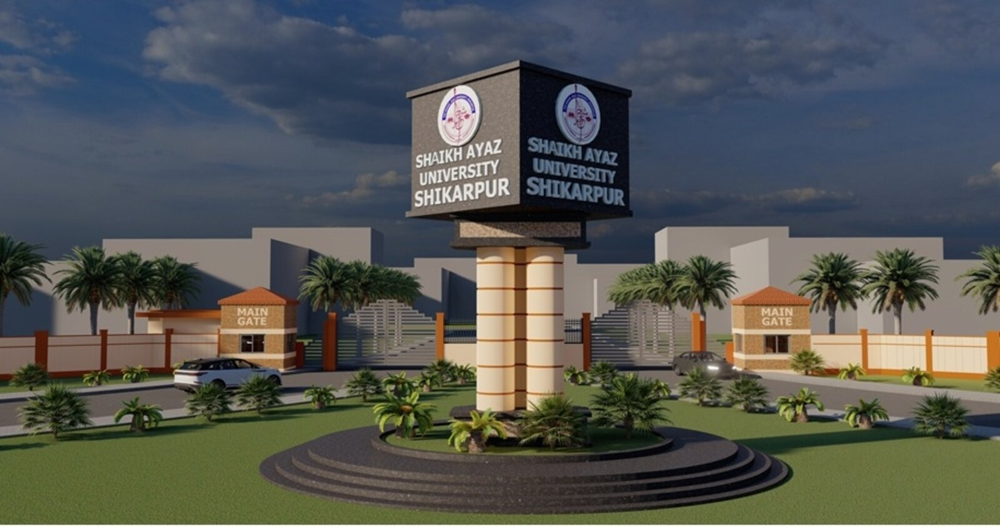 SHAIKH AYAZ
UNIVERSITY
SHIKARPUR
SHAIKH AYAZ
UNIVERSITY
SHIKARPUR
MAIN
GATE
MAIN
GATE